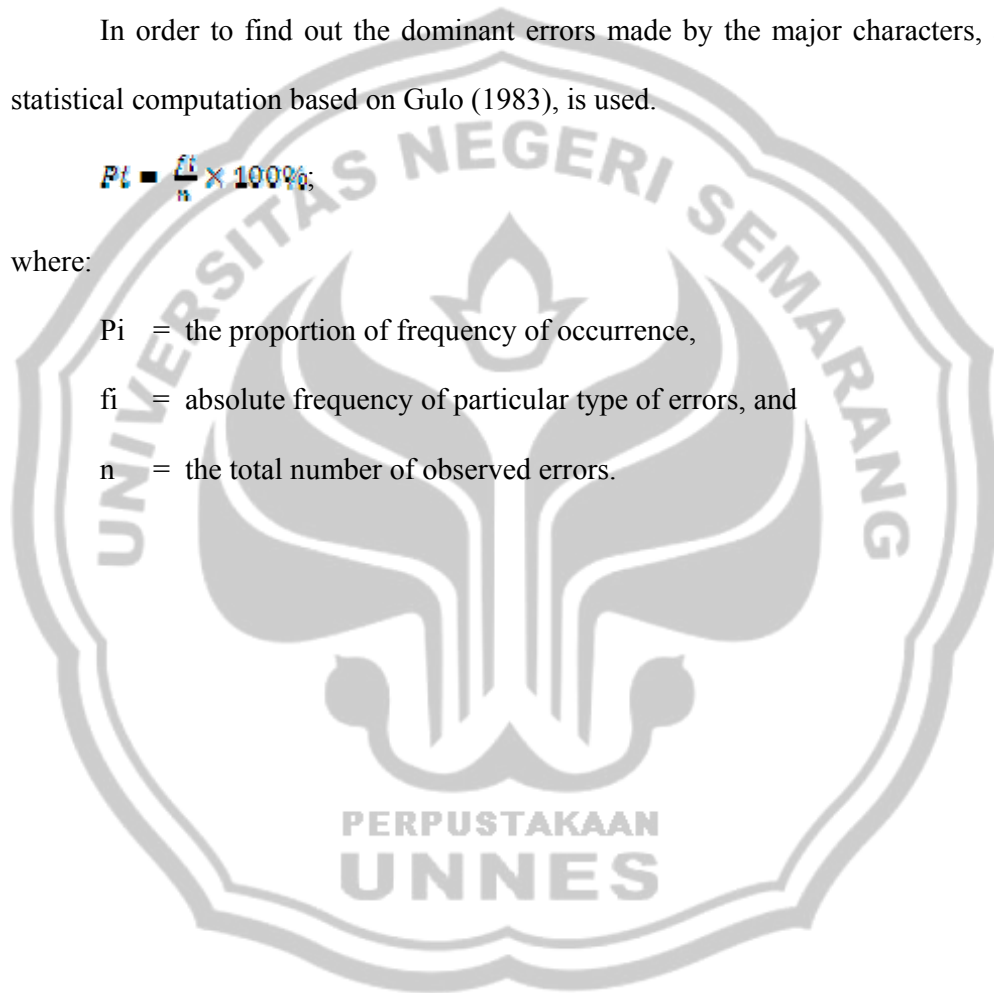 In order to find out the dominant errors made by the major characters,
statistical computation based on Gulo (1983), is used.
Pi = fi/n × 100%;
where:
Pi = the proportion of frequency of occurrence,
fi = absolute frequency of particular type of errors, and
n = the total number of observed errors.
UNIVERSITAS NEGERI SEMARANG
PERPUSTAKAAN
UNNES